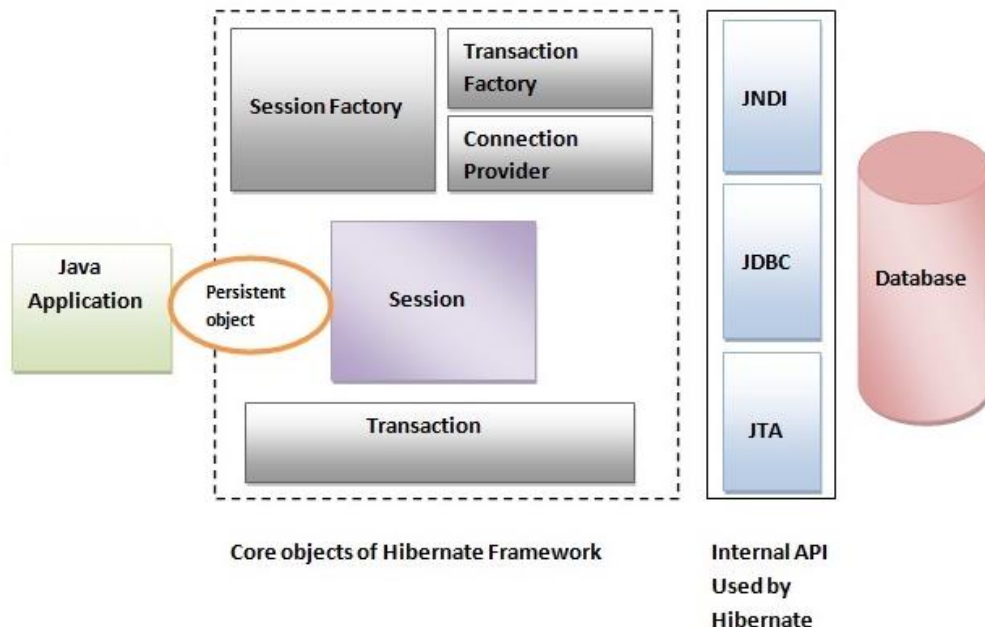 Session Factory
Transaction
Factory
Connection
Provider
JNDI
Java
Application
Persistent
object
Session
JDBC
Database
Transaction
JTA
Core objects of Hibernate Framework
Internal API
Used by
Hibernate